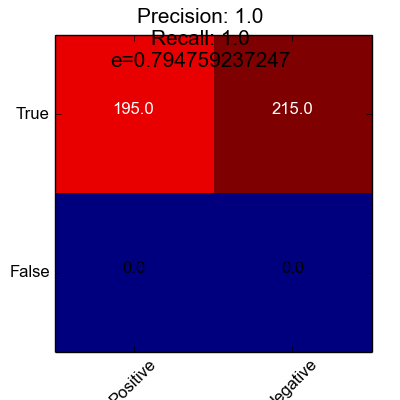 Precision: 1.0
Recall: 1.0
e=0.794759237247
True
195.0
215.0
False
0.0
0.0
Positive
legative